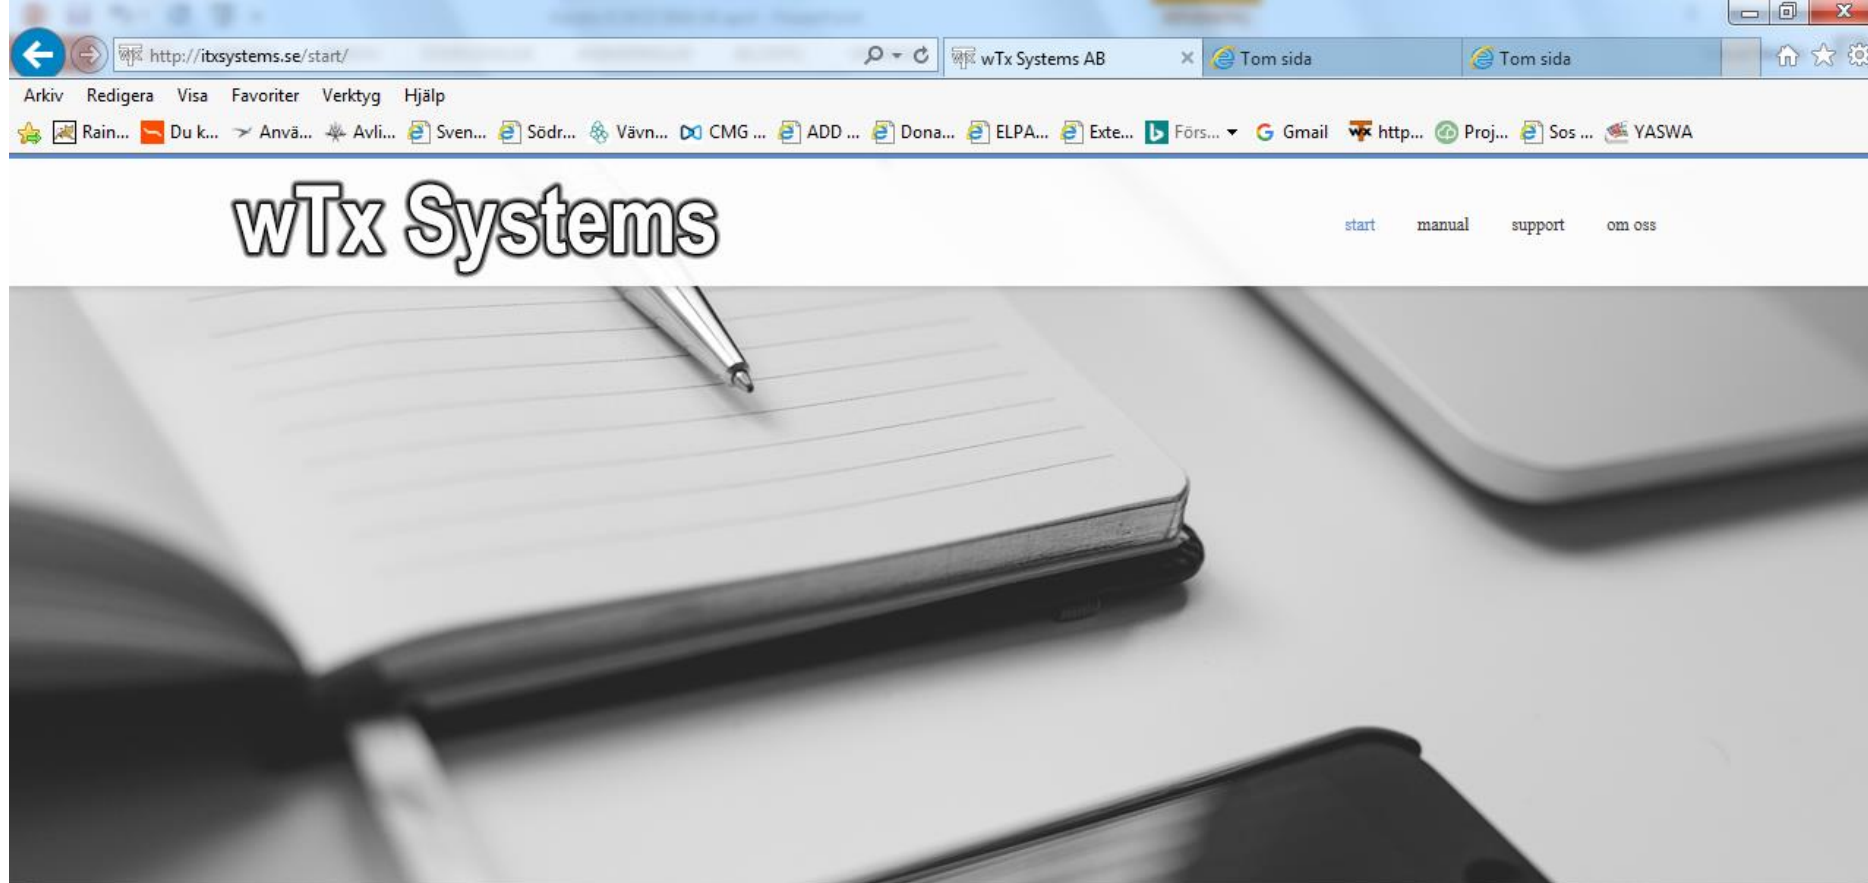 http://itxsystems.se/start/
wTx Systems AB
Tom sida
Tom sida
Arkiv Redigera Visa Favoriter Verktyg Hjälp
Rain... Du k... Anvä... Avli... Sven... Södr... Vävn... CMG ... ADD ... Dona... ELPA... Exte... Förs... Gmail http... Proj... Sos ... YASWA
wTx Systems
start manual support om oss